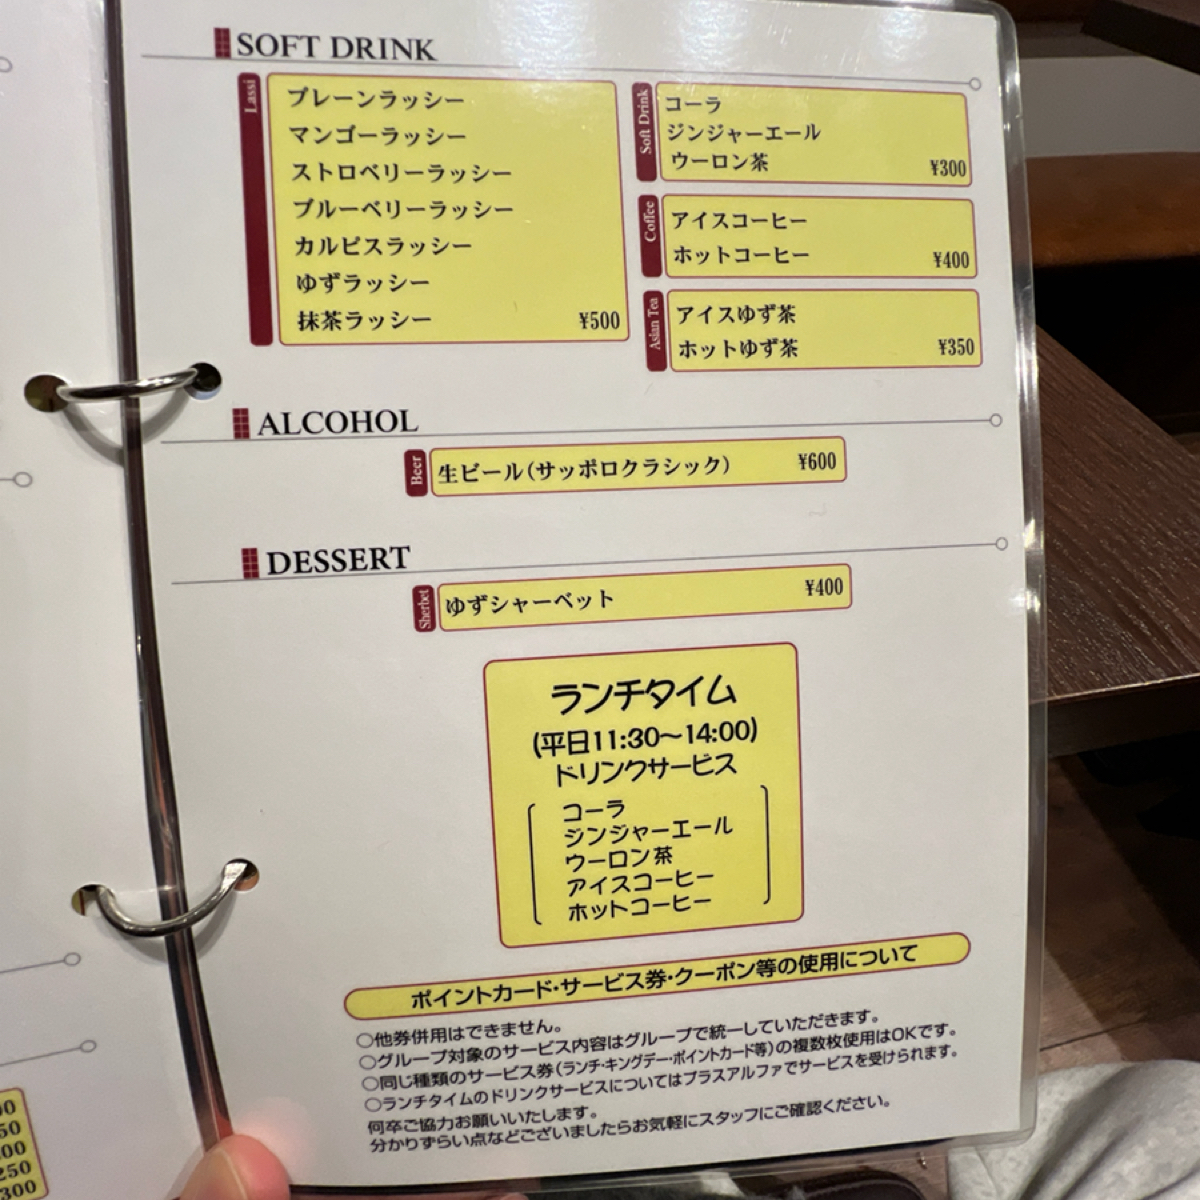 SOFT DRINK
Lassi
プレーンラッシー
マンゴーラッシー
ストロベリーラッシー
ブルーベリーラッシー
カルピスラッシー
ゆずラッシー
抹茶ラッシー ¥500
Soft Drink
コーラ
ジンジャーエール
ウーロン茶 ¥300
Coffee
アイスコーヒー
ホットコーヒー ¥400
Asian Tea
アイスゆず茶
ホットゆず茶 ¥350
ALCOHOL
Beer
生ビール(サッポロクラシック) ¥600
DESSERT
Sherbet
ゆずシャーベット ¥400
ランチタイム
(平日11:30〜14:00)
ドリンクサービス
コーラ
ジンジャーエール
ウーロン茶
アイスコーヒー
ホットコーヒー
ポイントカード・サービス券・クーポン等の使用について
○他券併用はできません。
○グループ対象のサービス内容はグループで統一していただきます。
○同じ種類のサービス券(ランチ・キングデー・ポイントカード等)の複数枚使用はOKです。
○ランチタイムのドリンクサービスについてはプラスアルファでサービスを受けられます。
何卒ご協力お願いいたします。
分かりずらい点などございましたらお気軽にスタッフにご確認ください。
250
300